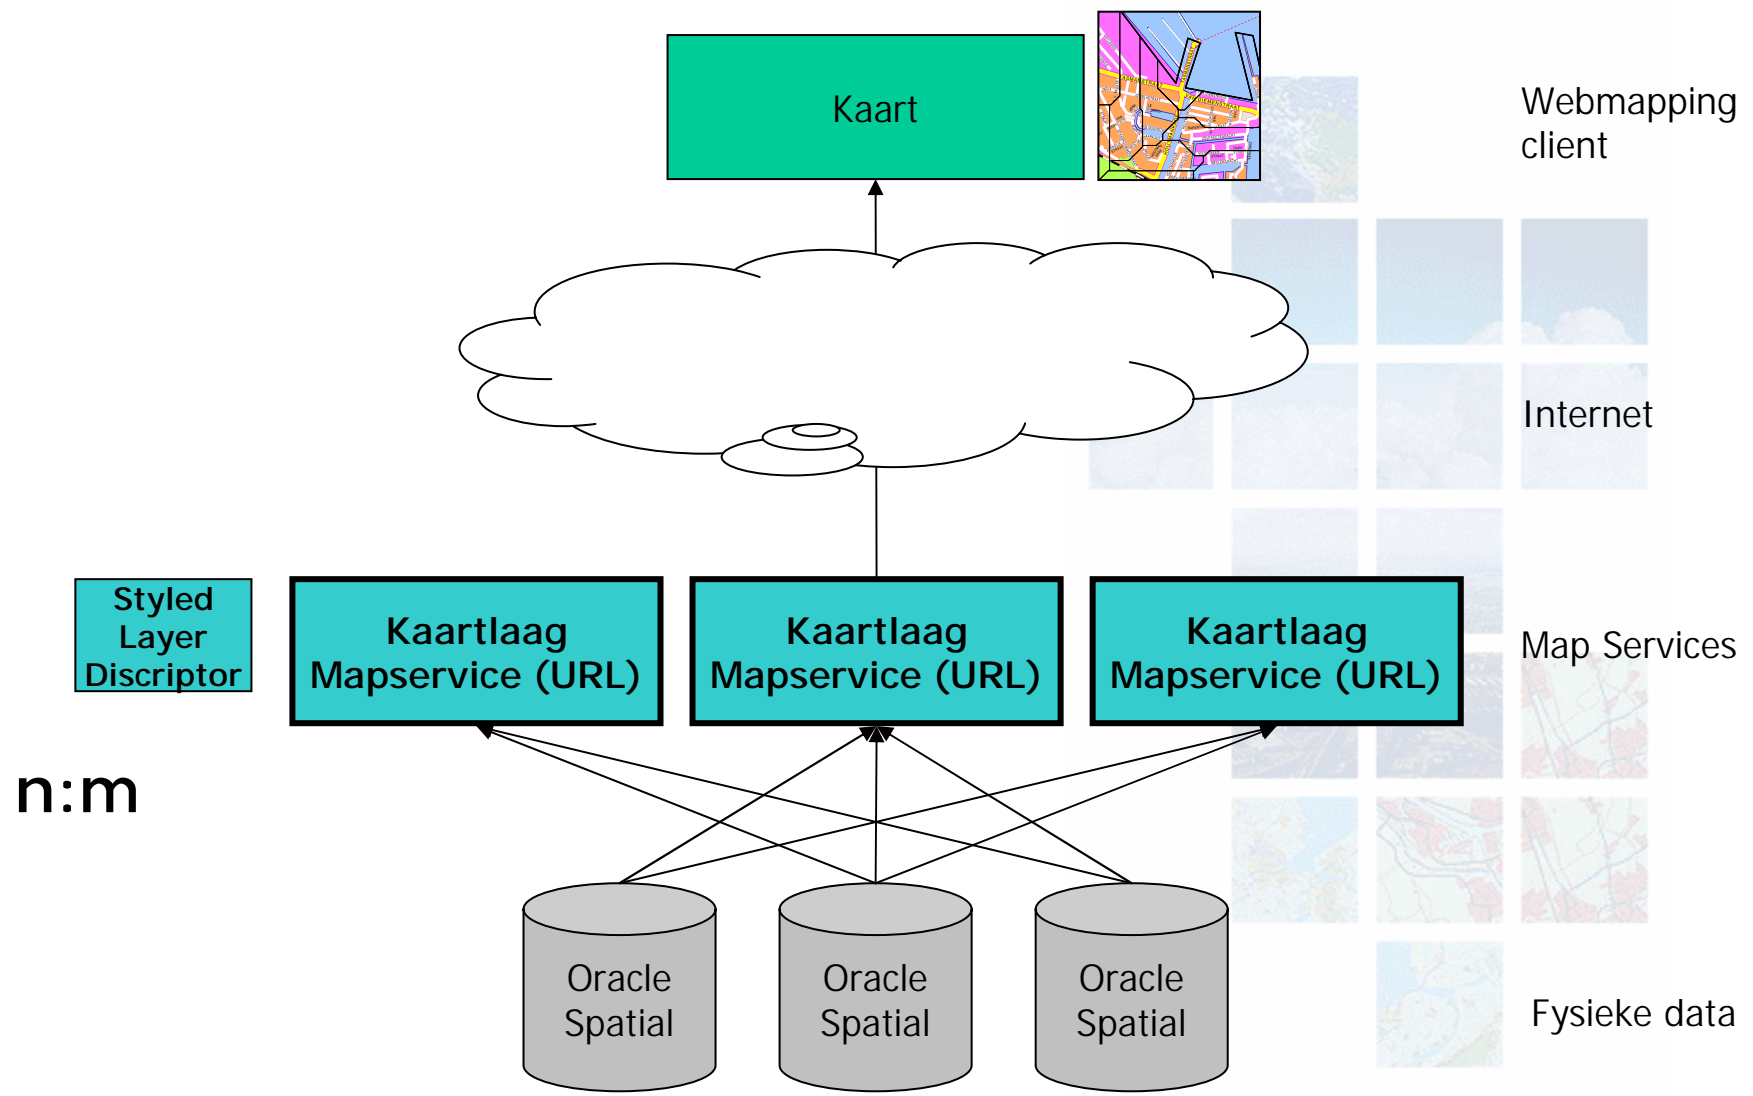 Kaart
Webmapping
client
Internet
Styled
Layer
Discriptor
Kaartlaag
Mapservice (URL)
Kaartlaag
Mapservice (URL)
Kaartlaag
Mapservice (URL)
Map Services
n:m
Oracle
Spatial
Oracle
Spatial
Oracle
Spatial
Fysieke data